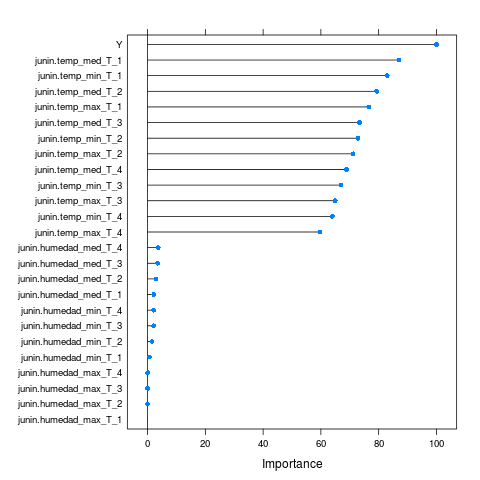 Y
junin.temp_med_T_1
junin.temp_min_T_1
junin.temp_med_T_2
junin.temp_max_T_1
junin.temp_med_T_3
junin.temp_min_T_2
junin.temp_max_T_2
junin.temp_med_T_4
junin.temp_min_T_3
junin.temp_max_T_3
junin.temp_min_T_4
junin.temp_max_T_4
junin.humedad_med_T_4
junin.humedad_med_T_3
junin.humedad_med_T_2
junin.humedad_med_T_1
junin.humedad_min_T_4
junin.humedad_min_T_3
junin.humedad_min_T_2
junin.humedad_min_T_1
junin.humedad_max_T_4
junin.humedad_max_T_3
junin.humedad_max_T_2
junin.humedad_max_T_1
0 20 40 60 80 100
Importance